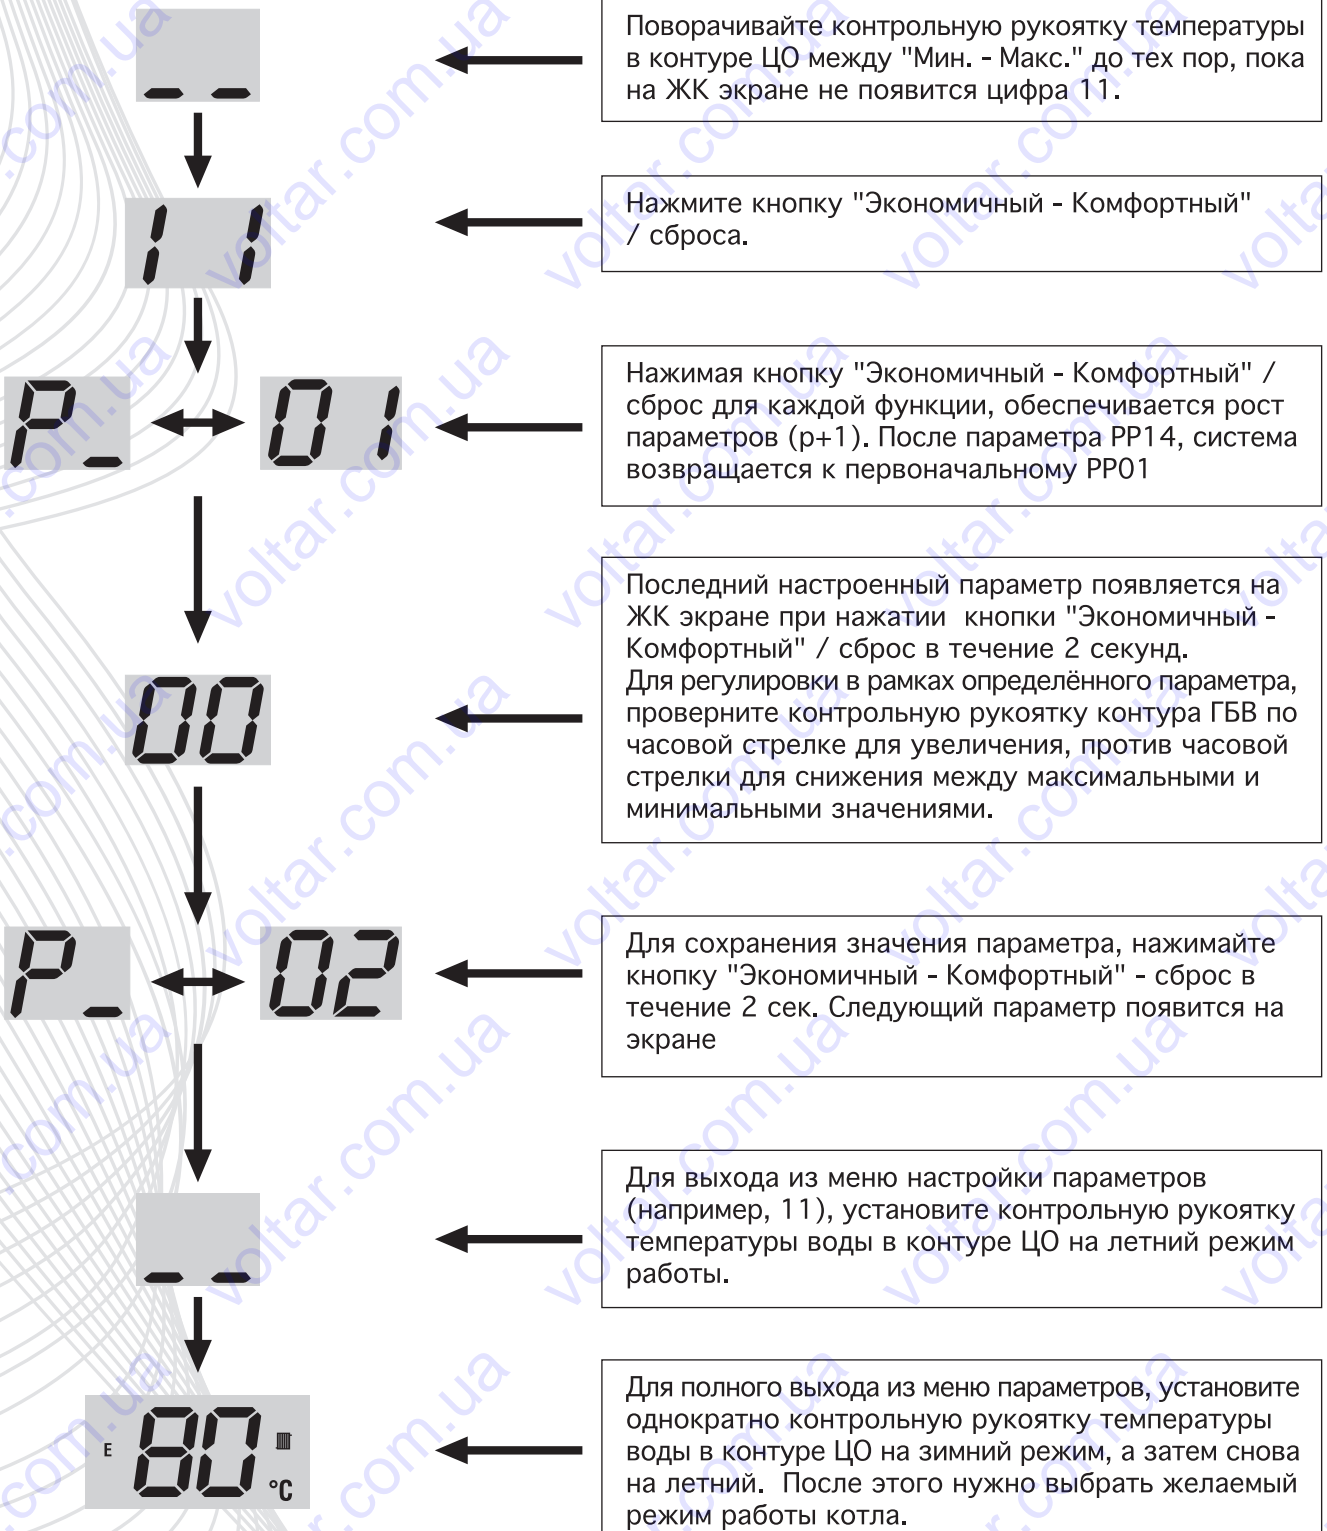 Поворачивайте контрольную рукоятку температуры
в контуре ЦО между "Мин. - Макс." до тех пор, пока
на ЖК экране не появится цифра 11.
_ _
Нажмите кнопку "Экономичный - Комфортный"
/ сброса.
11
Нажимая кнопку "Экономичный - Комфортный" /
сброс для каждой функции, обеспечивается рост
параметров (р+1). После параметра РР14, система
возвращается к первоначальному РР01
P_ 01
Последний настроенный параметр появляется на
ЖК экране при нажатии кнопки "Экономичный -
Комфортный" / сброс в течение 2 секунд.
Для регулировки в рамках определённого параметра,
проверните контрольную рукоятку контура ГБВ по
часовой стрелке для увеличения, против часовой
стрелки для снижения между максимальными и
минимальными значениями.
00
Для сохранения значения параметра, нажимайте
кнопку "Экономичный - Комфортный" - сброс в
течение 2 сек. Следующий параметр появится на
экране
P_ 02
Для выхода из меню настройки параметров
(например, 11), установите контрольную рукоятку
температуры воды в контуре ЦО на летний режим
работы.
_ _
Для полного выхода из меню параметров, установите
однократно контрольную рукоятку температуры
воды в контуре ЦО на зимний режим, а затем снова
на летний. После этого нужно выбрать желаемый
режим работы котла.
E 80 °C
voltar.com.ua